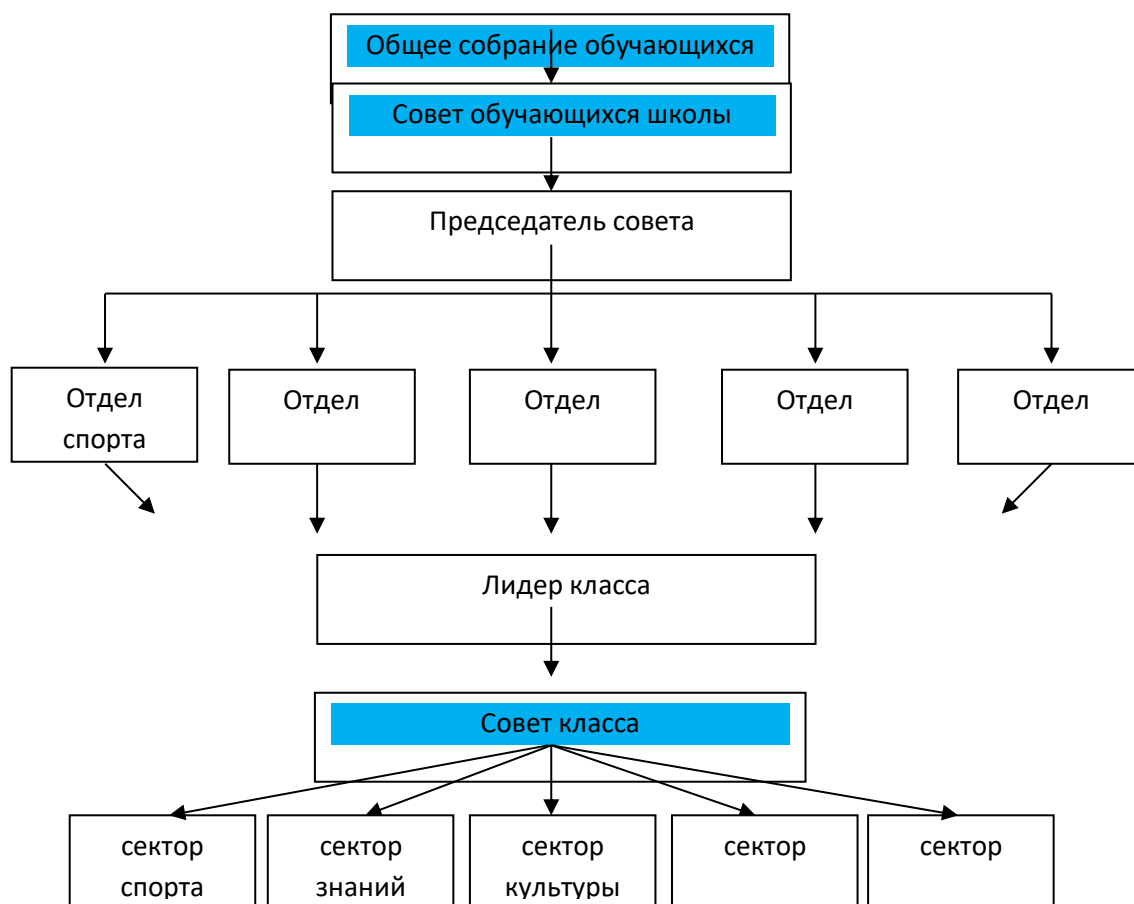 Общее собрание обучающихся
Совет обучающихся школы
Председатель совета
Отдел
спорта
Отдел
Отдел
Отдел
Отдел
Лидер класса
Совет класса
сектор
спорта
сектор
знаний
сектор
культуры
сектор
сектор